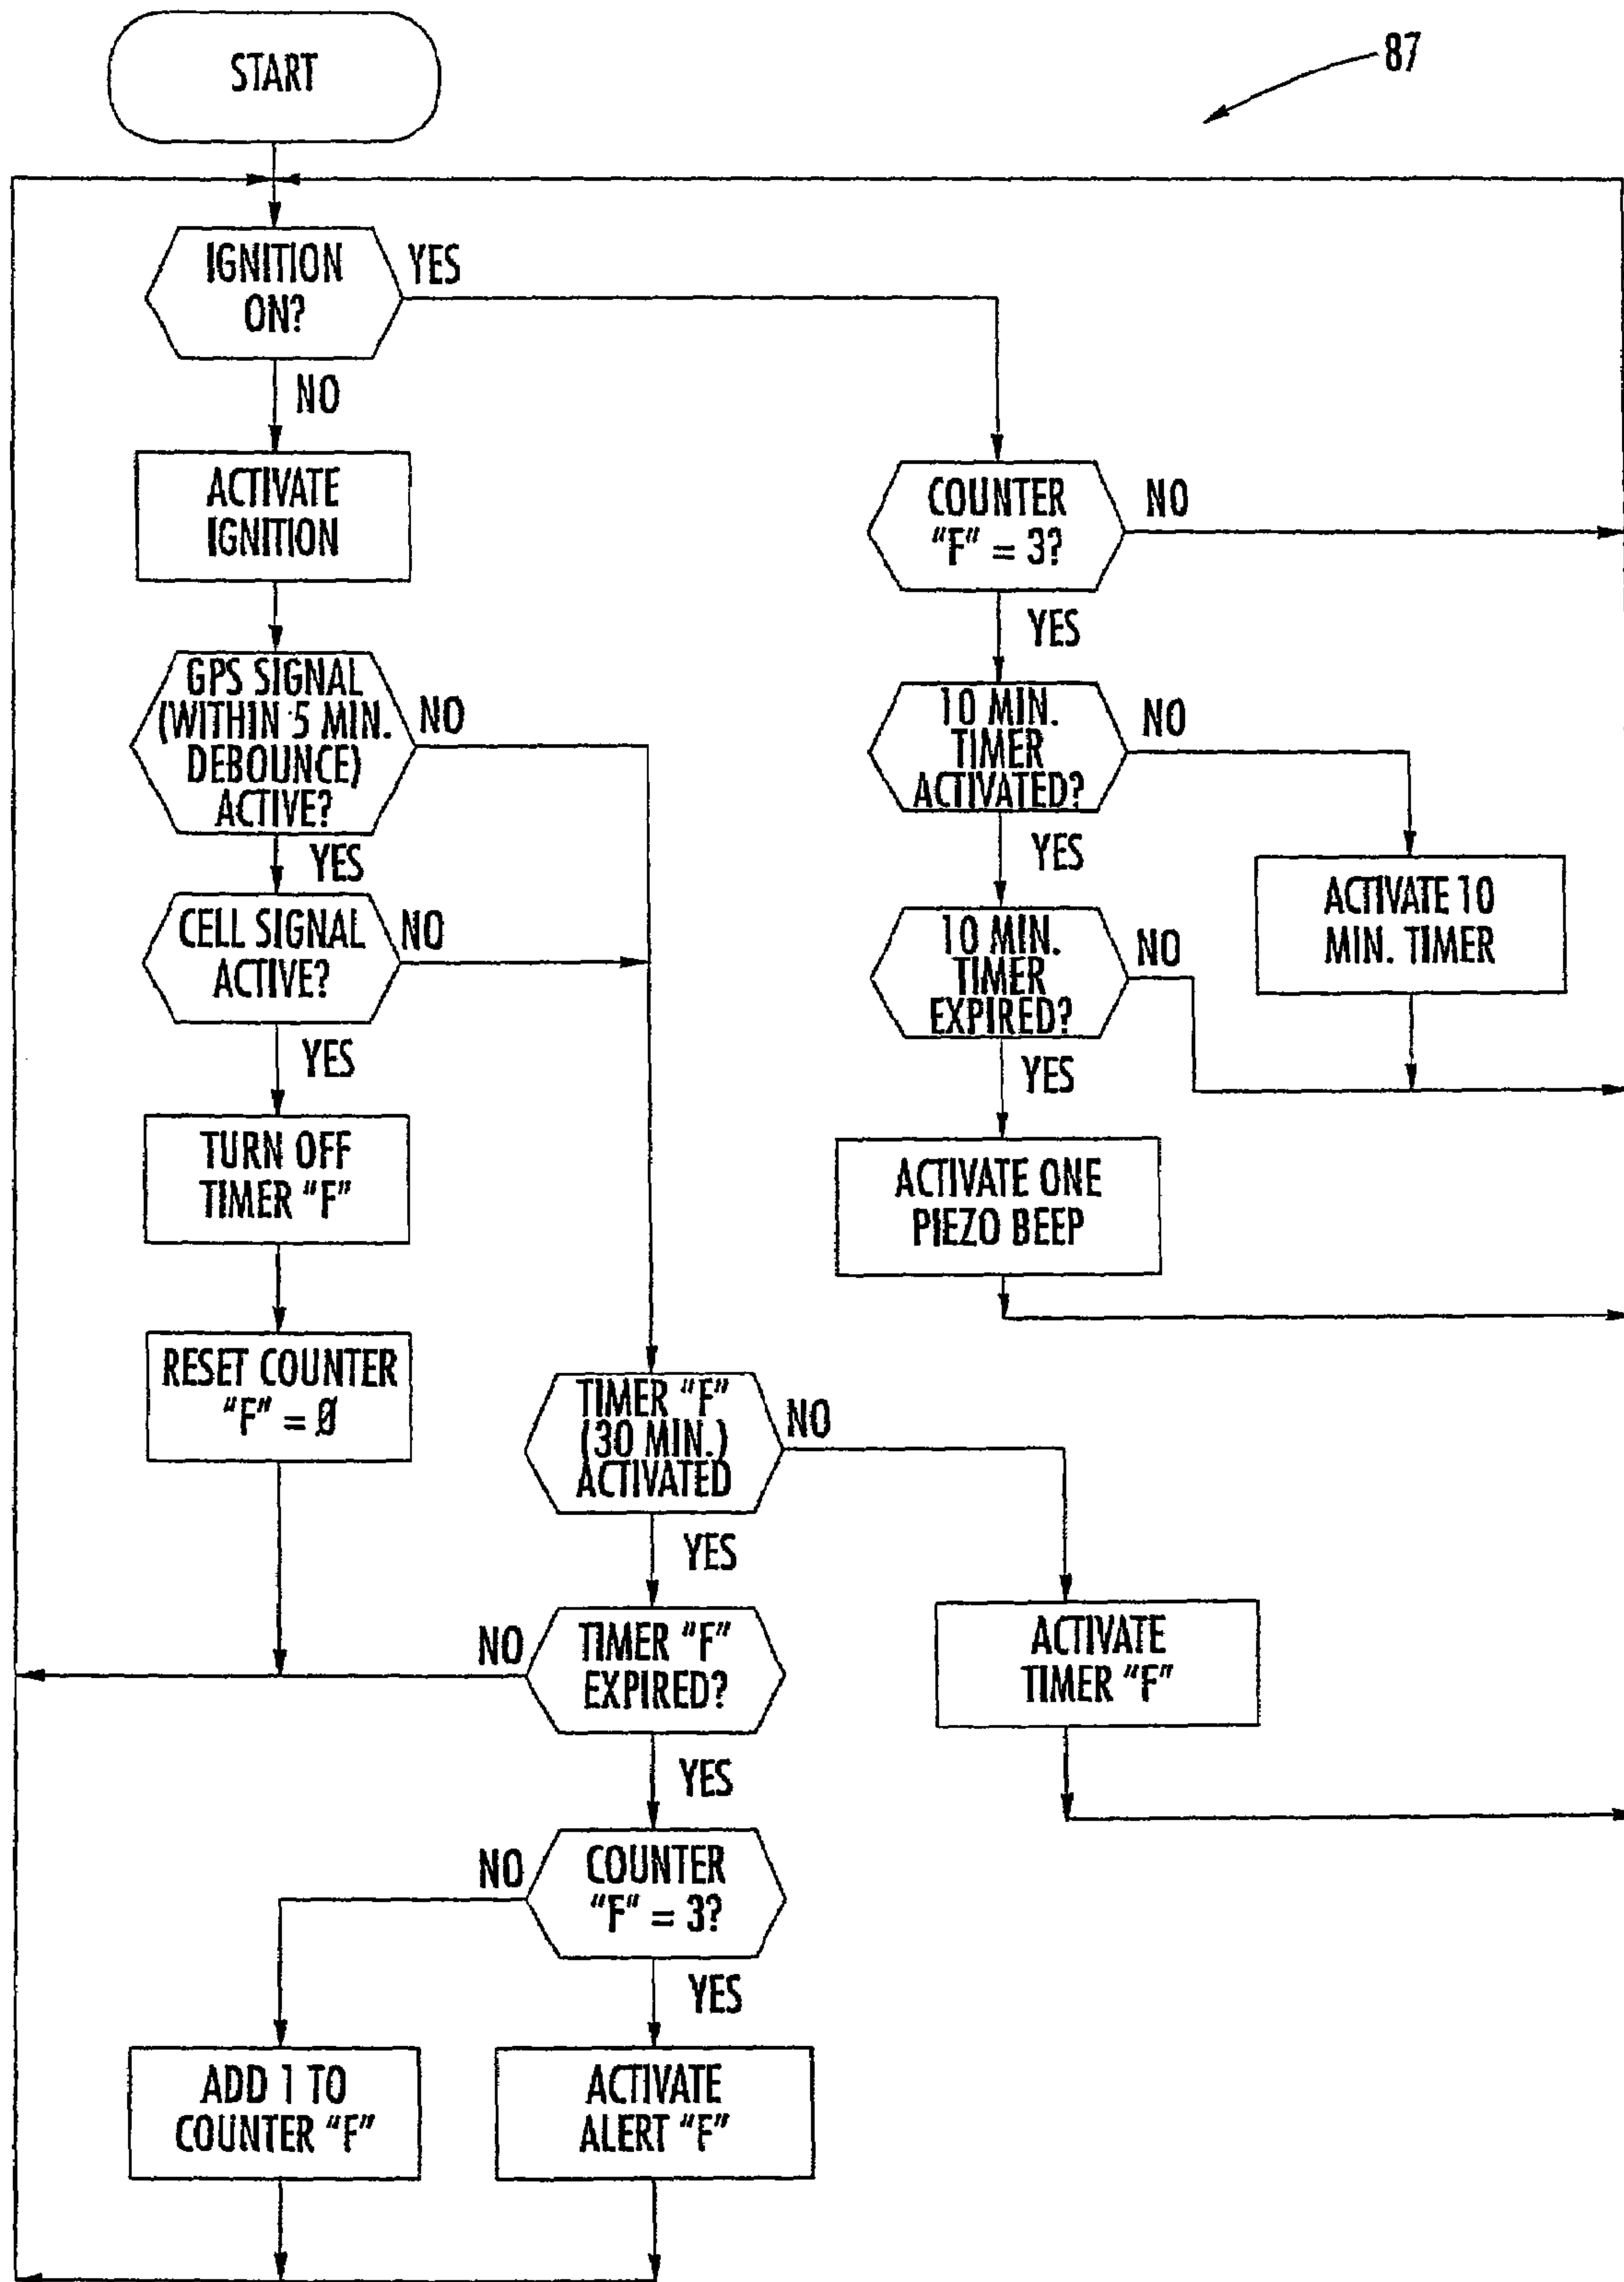 START
87
IGNITION
ON?
YES
NO
ACTIVATE
IGNITION
COUNTER
"F" = 3?
NO
YES
GPS SIGNAL
(WITHIN 5 MIN.
DEBOUNCE)
ACTIVE?
NO
YES
10 MIN.
TIMER
ACTIVATED?
NO
YES
ACTIVATE 10
MIN. TIMER
CELL SIGNAL
ACTIVE?
NO
YES
10 MIN.
TIMER
EXPIRED?
NO
YES
TURN OFF
TIMER "F"
ACTIVATE ONE
PIEZO BEEP
RESET COUNTER
"F" = Ø
TIMER "F"
(30 MIN.)
ACTIVATED
NO
YES
NO
TIMER "F"
EXPIRED?
YES
ACTIVATE
TIMER "F"
NO
COUNTER
"F" = 3?
YES
ADD 1 TO
COUNTER "F"
ACTIVATE
ALERT "F"